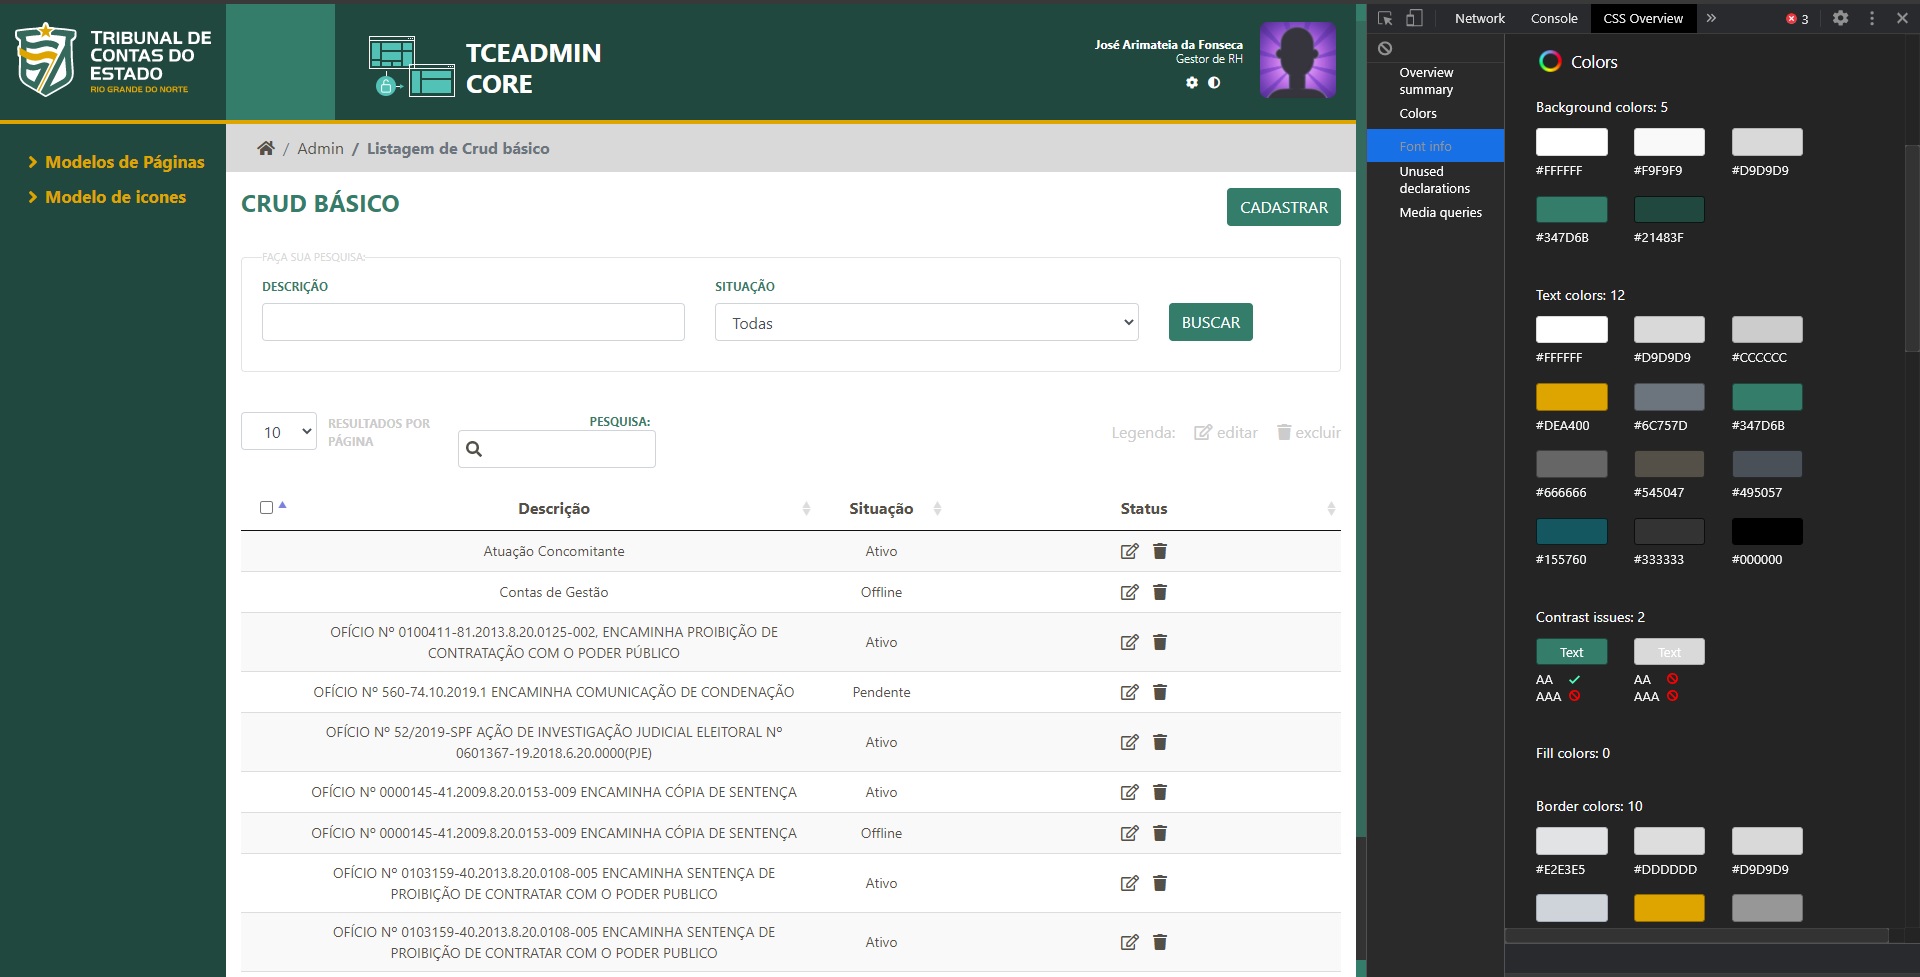 TRIBUNAL DE
CONTAS DO
ESTADO
RIO GRANDE DO NORTE
TCEADMIN
CORE
José Arimateia da Fonseca
Gestor de RH
Modelos de Páginas
Modelo de icones
/ Admin / Listagem de Crud básico
CRUD BÁSICO
CADASTRAR
FAÇA SUA PESQUISA:
DESCRIÇÃO
SITUAÇÃO
Todas
BUSCAR
10
RESULTADOS POR
PÁGINA
PESQUISA:
Legenda: editar excluir
Descrição Situação Status
Atuação Concomitante Ativo
Contas de Gestão Offline
OFÍCIO Nº 0100411-81.2013.8.20.0125-002, ENCAMINHA PROIBIÇÃO DE
CONTRATAÇÃO COM O PODER PÚBLICO
Ativo
OFÍCIO Nº 560-74.10.2019.1 ENCAMINHA COMUNICAÇÃO DE CONDENAÇÃO Pendente
OFÍCIO Nº 52/2019-SPF AÇÃO DE INVESTIGAÇÃO JUDICIAL ELEITORAL Nº
0601367-19.2018.6.20.0000(PJE)
Ativo
OFÍCIO Nº 0000145-41.2009.8.20.0153-009 ENCAMINHA CÓPIA DE SENTENÇA Ativo
OFÍCIO Nº 0000145-41.2009.8.20.0153-009 ENCAMINHA CÓPIA DE SENTENÇA Offline
OFÍCIO Nº 0103159-40.2013.8.20.0108-005 ENCAMINHA SENTENÇA DE
PROIBIÇÃO DE CONTRATAR COM O PODER PUBLICO
Ativo
OFÍCIO Nº 0103159-40.2013.8.20.0108-005 ENCAMINHA SENTENÇA DE
PROIBIÇÃO DE CONTRATAR COM O PODER PUBLICO
Ativo
Network Console CSS Overview » 3
Overview
summary
Colors
Font info
Unused
declarations
Media queries
Colors
Background colors: 5
#FFFFFF #F9F9F9 #D9D9D9
#347D6B #21483F
Text colors: 12
#FFFFFF #D9D9D9 #CCCCCC
#DEA400 #6C757D #347D6B
#666666 #545047 #495057
#155760 #333333 #000000
Contrast issues: 2
Text Text
AA AA
AAA AAA
Fill colors: 0
Border colors: 10
#E2E3E5 #DDDDDD #D9D9D9